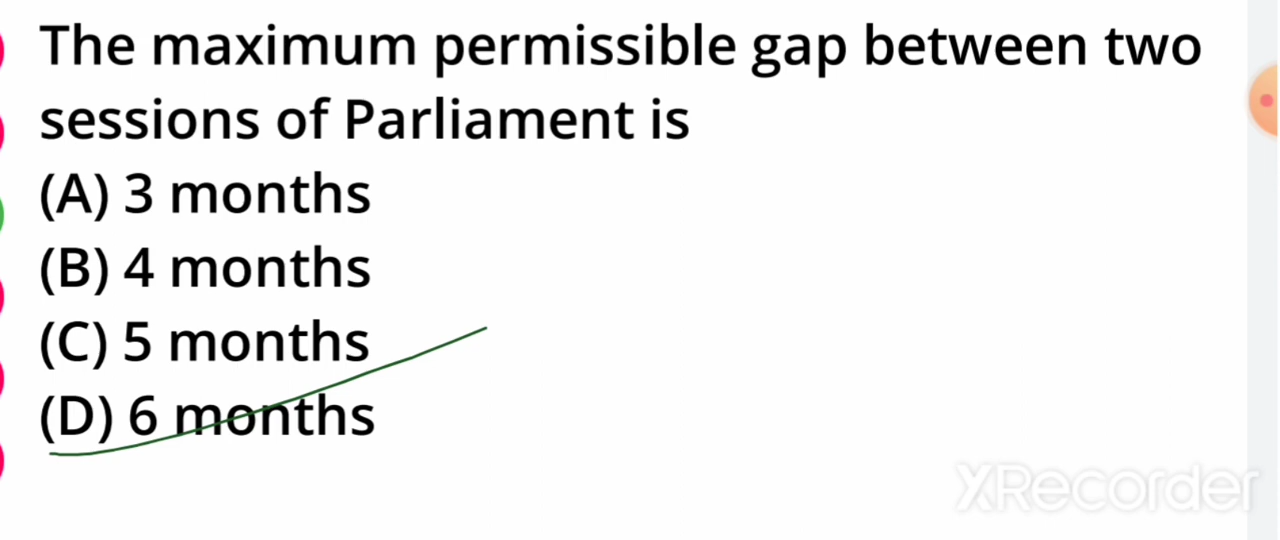 The maximum permissible gap between two
sessions of Parliament is
(A) 3 months
(B) 4 months
(C) 5 months
(D) 6 months
XRecorder